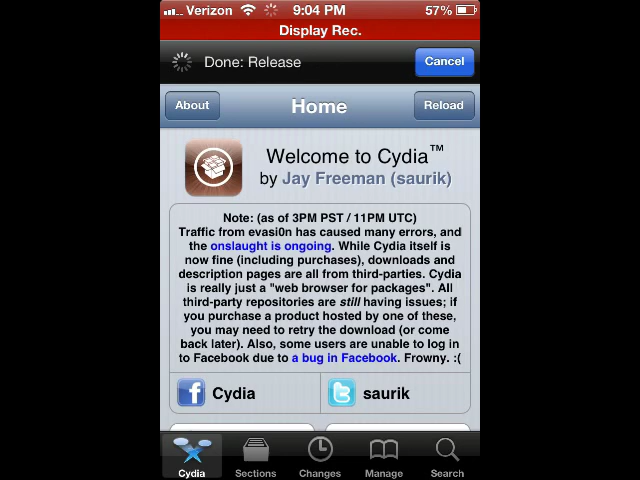 Verizon 9:04 PM 57%
Display Rec.
Done: Release Cancel
About Home Reload
Welcome to Cydia™
by Jay Freeman (saurik)
Note: (as of 3PM PST / 11PM UTC)
Traffic from evasi0n has caused many errors, and
the onslaught is ongoing. While Cydia itself is
now fine (including purchases), downloads and
description pages are all from third-parties. Cydia
is really just a "web browser for packages". All
third-party repositories are still having issues; if
you purchase a product hosted by one of these,
you may need to retry the download (or come
back later). Also, some users are unable to log in
to Facebook due to a bug in Facebook. Frowny. :(
Cydia saurik
Cydia Sections Changes Manage Search